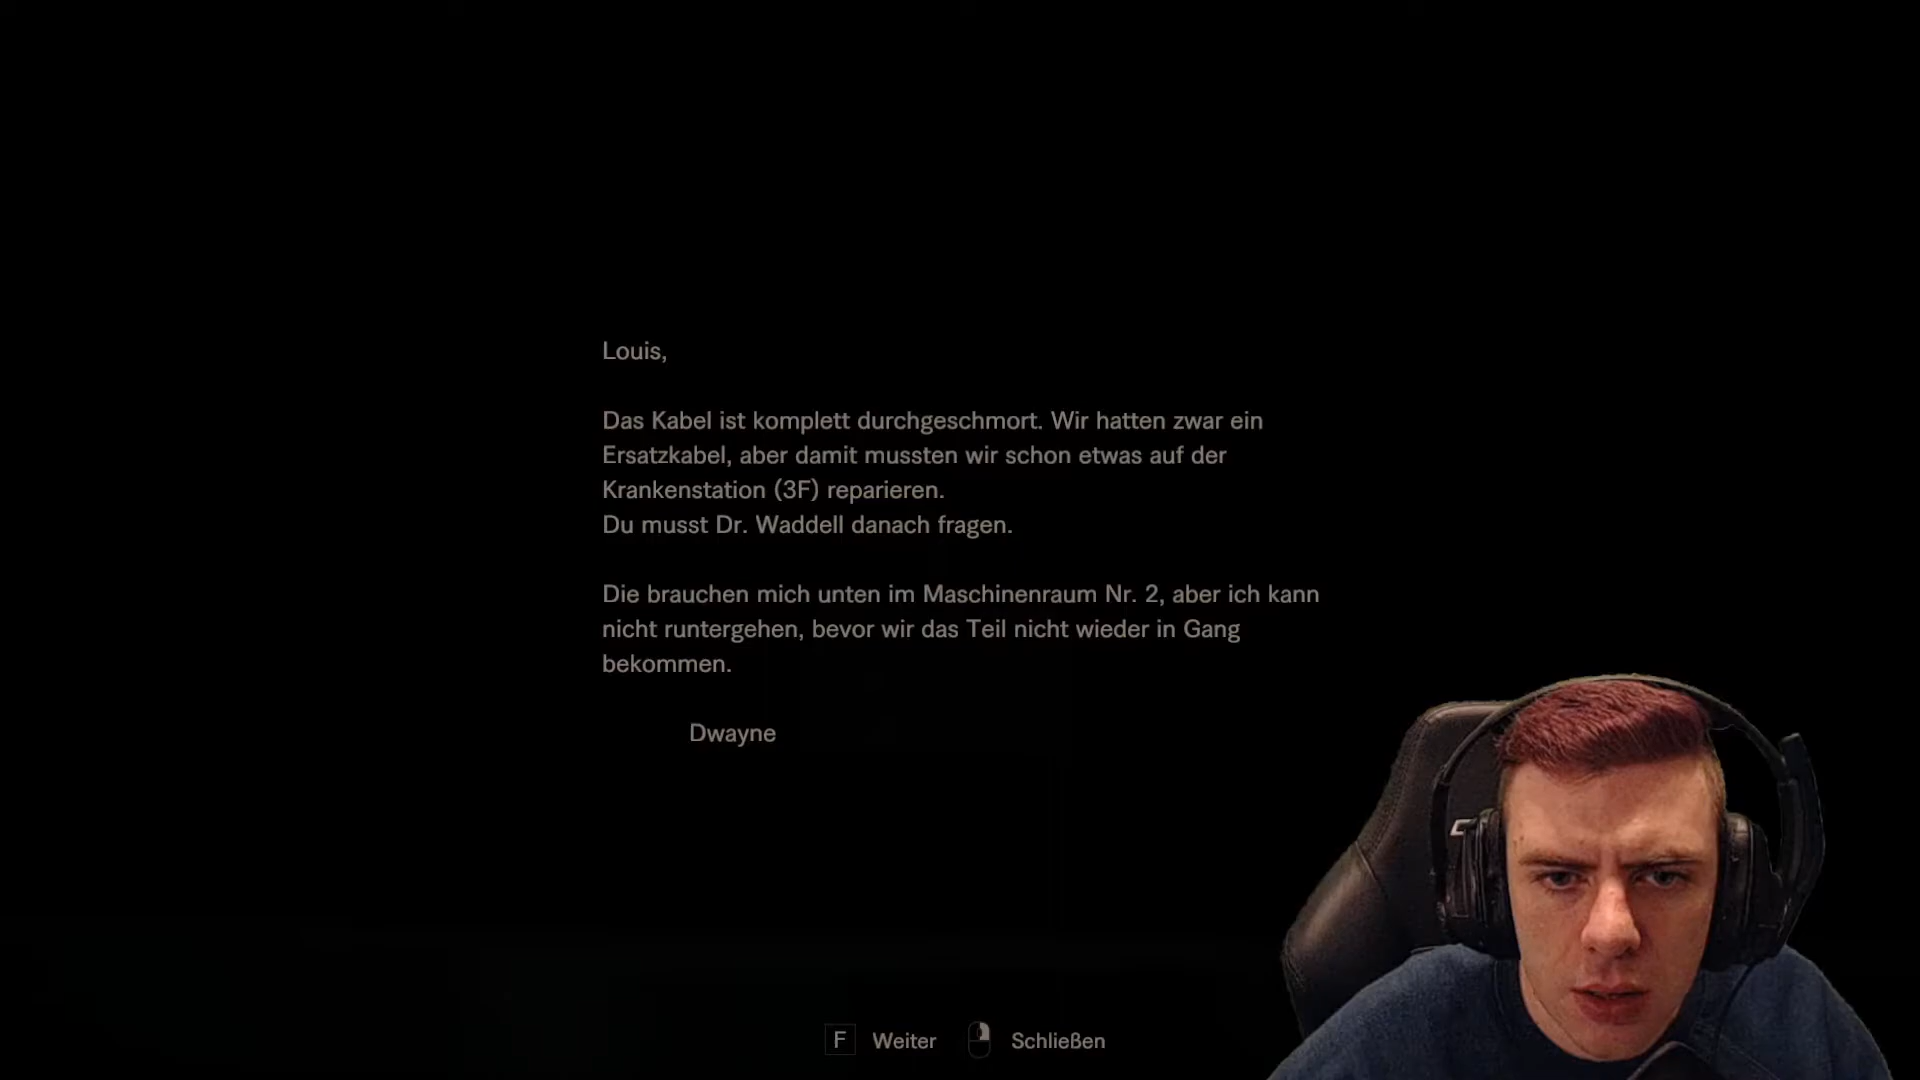 Louis,
Das Kabel ist komplett durchgeschmort. Wir hatten zwar ein
Ersatzkabel, aber damit mussten wir schon etwas auf der
Krankenstation (3F) reparieren.
Du musst Dr. Waddell danach fragen.
Die brauchen mich unten im Maschinenraum Nr. 2, aber ich kann
nicht runtergehen, bevor wir das Teil nicht wieder in Gang
bekommen.
Dwayne
F Weiter Schließen